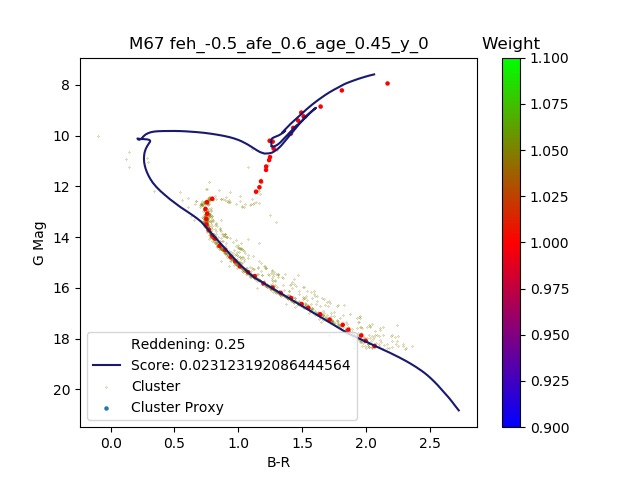 M67 feh_-0.5_afe_0.6_age_0.45_y_0
Weight
8
10
12
14
16
18
20
G Mag
0.0
0.5
1.0
1.5
2.0
2.5
B-R
Reddening: 0.25
Score: 0.023123192086444564
Cluster
Cluster Proxy
1.100
1.075
1.050
1.025
1.000
0.975
0.950
0.925
0.900